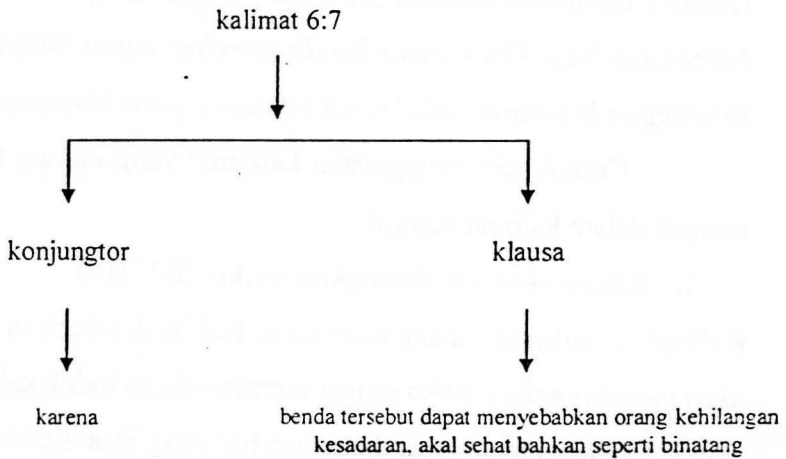 kalimat 6:7
konjungtor
klausa
karena
benda tersebut dapat menyebabkan orang kehilangan
kesadaran, akal sehat bahkan seperti binatang